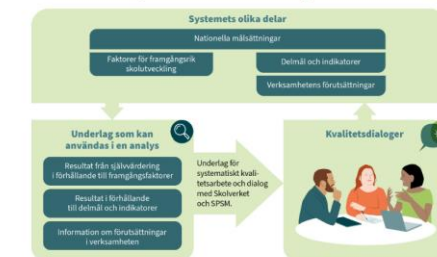 Systemets olika delar
Nationella målsättningar
Faktorer för framgångsrik
skolutveckling
Delmål och indikatorer
Verksamhetens förutsättningar
Underlag som kan
användas i en analys
Resultat från självvärdering
i förhållande till framgångsfaktorer
Resultat i förhållande
till delmål och indikatorer
Information om förutsättningar
i verksamheten
Underlag för
systematiskt kvali-
tetsarbete och dialog
med Skolverket
och SPSM.
Kvalitetsdialoger